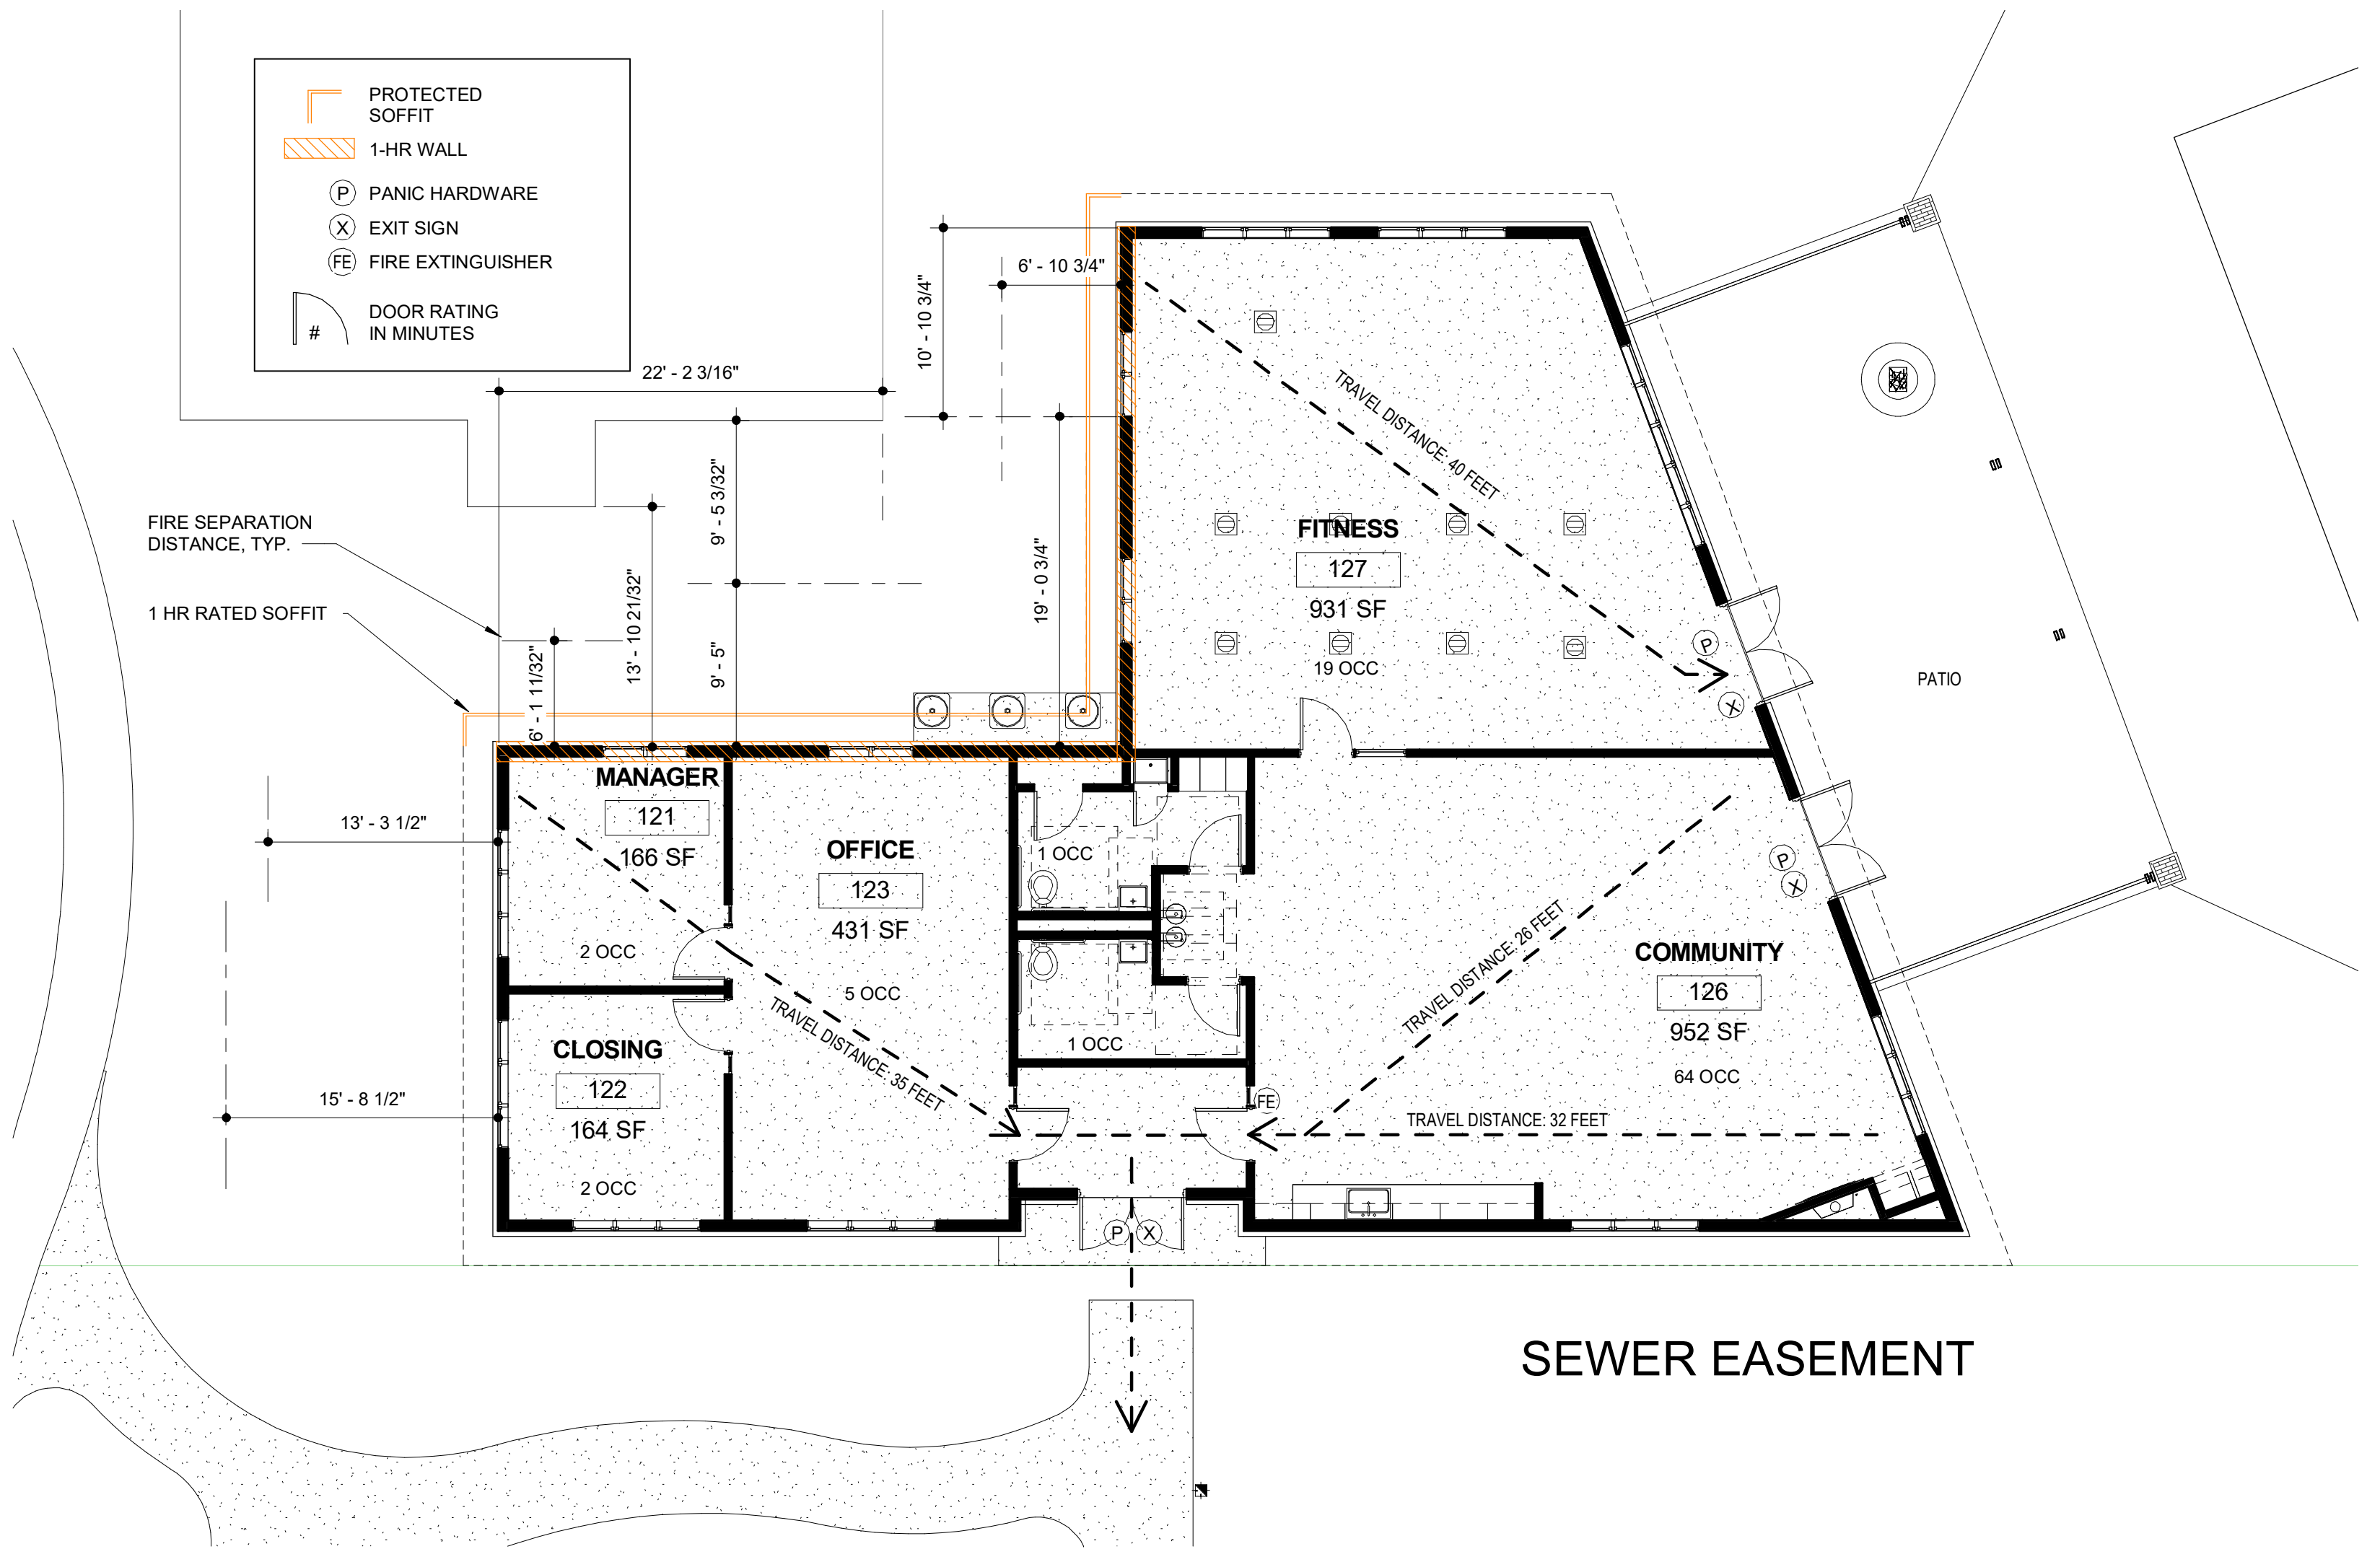 PROTECTED
SOFFIT
1-HR WALL
P PANIC HARDWARE
X EXIT SIGN
FE FIRE EXTINGUISHER
# DOOR RATING
IN MINUTES
22' - 2 3/16"
6' - 10 3/4"
10' - 10 3/4"
9' - 5 3/32"
FIRE SEPARATION
DISTANCE, TYP.
1 HR RATED SOFFIT
6' - 1 11/32"
13' - 10 21/32"
9' - 5"
19' - 0 3/4"
TRAVEL DISTANCE: 40 FEET
FITNESS
127
931 SF
19 OCC
P
X
PATIO
MANAGER
121
166 SF
2 OCC
13' - 3 1/2"
OFFICE
123
431 SF
5 OCC
1 OCC
1 OCC
TRAVEL DISTANCE: 35 FEET
CLOSING
122
164 SF
2 OCC
15' - 8 1/2"
P
X
TRAVEL DISTANCE: 26 FEET
COMMUNITY
126
952 SF
64 OCC
FE
TRAVEL DISTANCE: 32 FEET
P X
SEWER EASEMENT